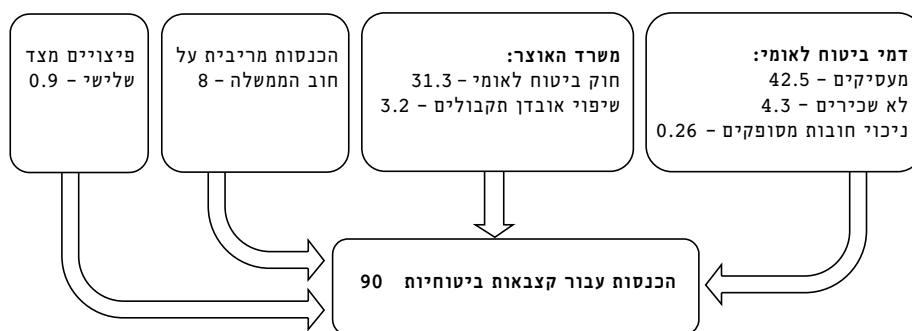 דמי ביטוח לאומי:
מעסיקים – 42.5
לא שכירים – 4.3
ניכוי חובות מסופקים – 0.26
משרד האוצר:
חוק ביטוח לאומי – 31.3
שיפוי אובדן תקבולים – 3.2
הכנסות מריבית על
חוב הממשלה – 8
פיצויים מצד
שלישי – 0.9
הכנסות עבור קצבאות ביטוחיות 90